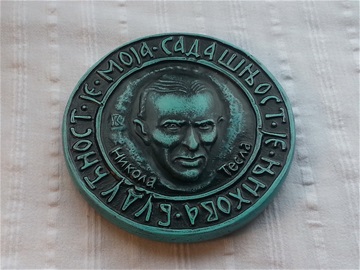 МОЈА · САДАШЊОСТ · ЈЕ · ЊИХОВА · БУДУЋНОСТ · ЈЕ ·
Никола Тесла